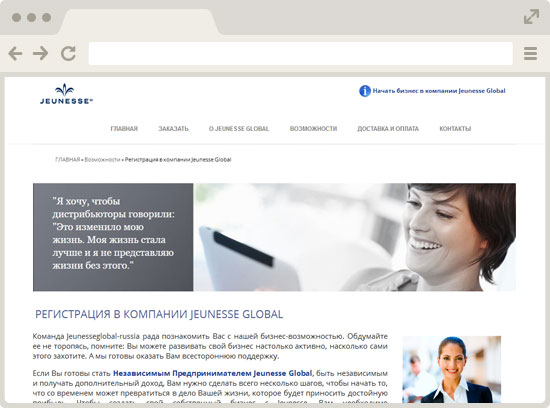 JEUNESSE
Начать бизнес в компании Jeunesse Global
ГЛАВНАЯ ЗАКАЗАТЬ О JEUNESSE GLOBAL ВОЗМОЖНОСТИ ДОСТАВКА И ОПЛАТА КОНТАКТЫ
ГЛАВНАЯ » Возможности » Регистрация в компании Jeunesse Global
"Я хочу, чтобы
дистрибьюторы говорили:
"Это изменило мою
жизнь. Моя жизнь стала
лучше и я не представляю
жизни без этого."
РЕГИСТРАЦИЯ В КОМПАНИИ JEUNESSE GLOBAL
Команда Jeunesseglobal-russia рада познакомить Вас с нашей бизнес-возможностью. Обдумайте
ее не торопясь, помните: Вы можете развивать свой бизнес настолько активно, насколько сами
этого захотите. А мы готовы оказать Вам всестороннюю поддержку.
Если Вы готовы стать Независимым Предпринимателем Jeunesse Global, быть независимым
и получать дополнительный доход, Вам нужно сделать всего несколько шагов, чтобы начать то,
что со временем может превратиться в дело Вашей жизни, которое будет приносить достойную